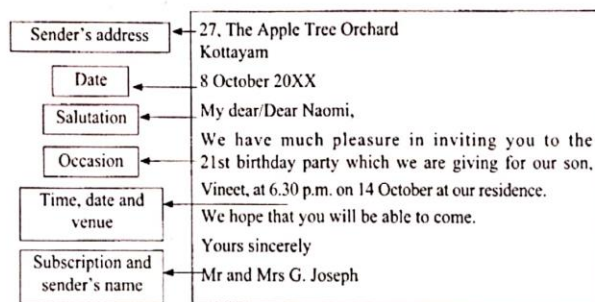 Sender's address
27, The Apple Tree Orchard
Kottayam
Date
8 October 20XX
Salutation
My dear/Dear Naomi,
Occasion
We have much pleasure in inviting you to the
21st birthday party which we are giving for our son,
Time, date and
venue
Vineet, at 6.30 p.m. on 14 October at our residence.
We hope that you will be able to come.
Yours sincerely
Subscription and
sender's name
Mr and Mrs G. Joseph